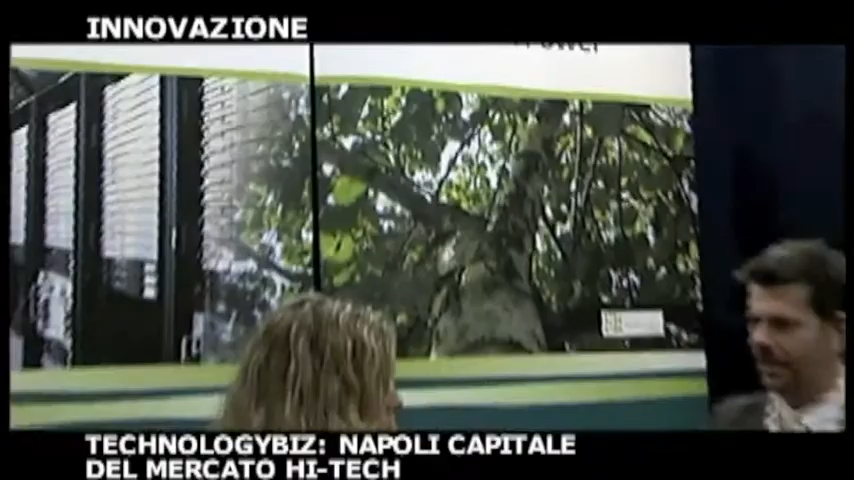 INNOVAZIONE
TECHNOLOGYBIZ: NAPOLI CAPITALE
DEL MERCATO HI-TECH